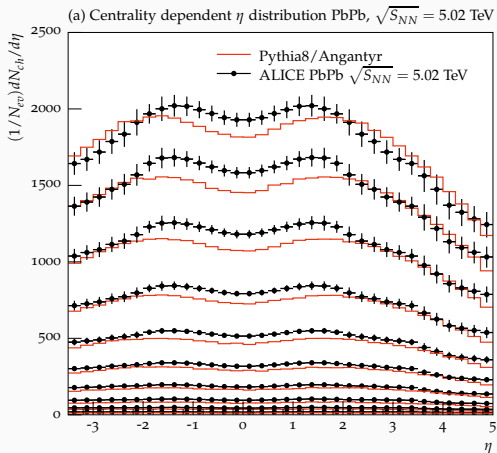 (a) Centrality dependent η distribution PbPb, √S_NN = 5.02 TeV
(1/N_ev)dN_ch/dη
2500
2000
1500
1000
500
0
Pythia8/Angantyr
ALICE PbPb √S_NN = 5.02 TeV
-3 -2 -1 0 1 2 3 4 5
η